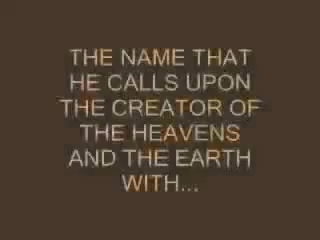 THE NAME THAT
HE CALLS UPON
THE CREATOR OF
THE HEAVENS
AND THE EARTH
WITH...